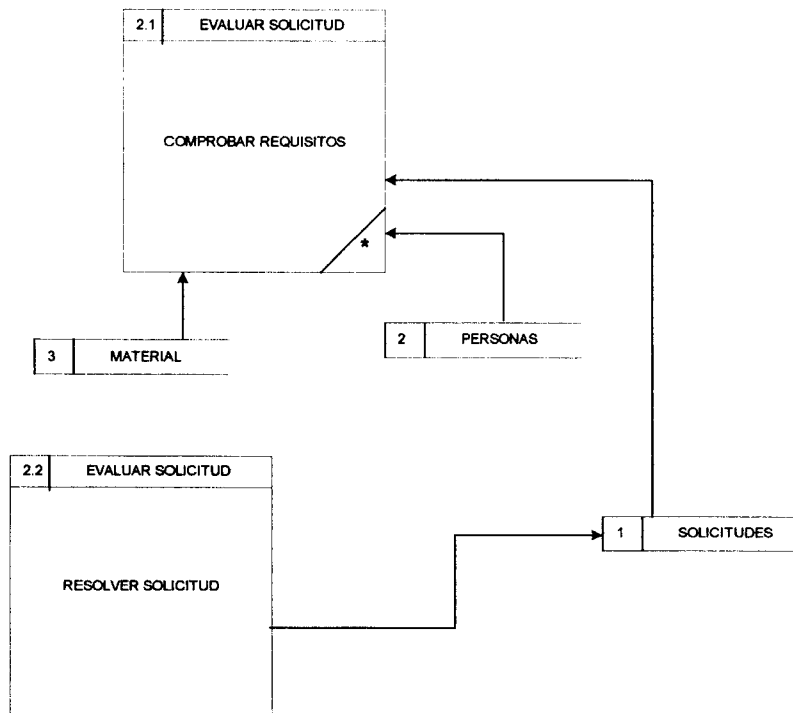 2.1 EVALUAR SOLICITUD
COMPROBAR REQUISITOS
*
3 MATERIAL
2 PERSONAS
2.2 EVALUAR SOLICITUD
1 SOLICITUDES
RESOLVER SOLICITUD